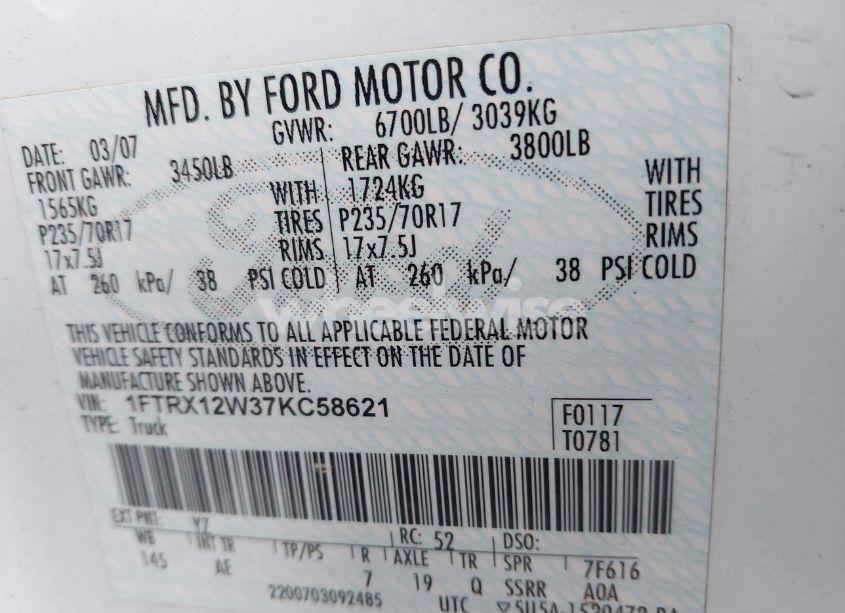 MFD. BY FORD MOTOR CO.
DATE: 03/07 GVWR: 6700LB/ 3039KG
FRONT GAWR: 3450LB REAR GAWR: 3800LB
1565KG WITH 1724KG WITH
P235/70R17 TIRES P235/70R17 TIRES
17x7.5J RIMS 17x7.5J RIMS
AT 260 kPa/ 38 PSI COLD AT 260 kPa/ 38 PSI COLD
wheelwise
THIS VEHICLE CONFORMS TO ALL APPLICABLE FEDERAL MOTOR
VEHICLE SAFETY STANDARDS IN EFFECT ON THE DATE OF
MANUFACTURE SHOWN ABOVE.
VIN: 1FTRX12W37KC58621
TYPE: Truck
F0117
T0781
EXT PNT: YZ RC: 52 DSO:
WB INT TR TP/PS R AXLE TR SPR 7F616
145 AE 7 19 Q SSRR AOA
2200703092485 UTC